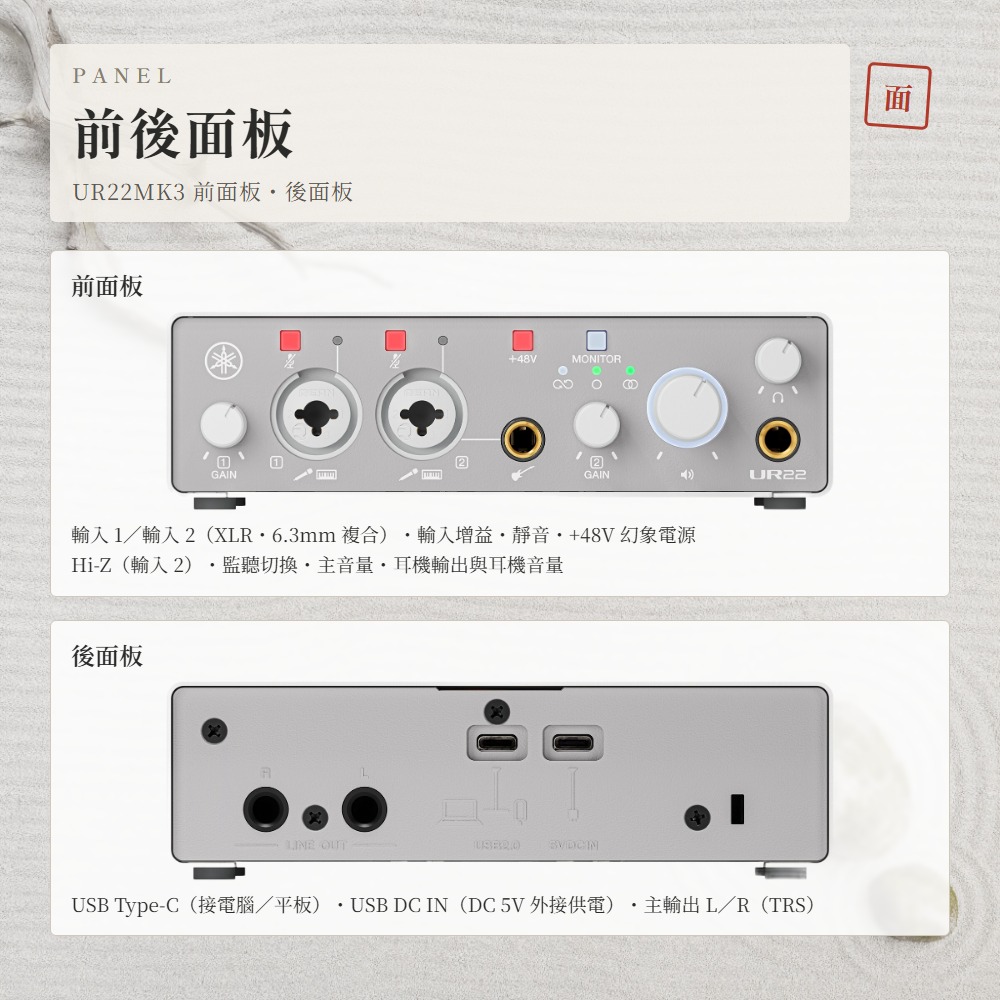 PANEL
前後面板
UR22MK3 前面板・後面板
面
前面板
+48V
MONITOR
1
GAIN
1
2
2
GAIN
UR22
輸入 1／輸入 2（XLR・6.3mm 複合）・輸入增益・靜音・+48V 幻象電源
Hi-Z（輸入 2）・監聽切換・主音量・耳機輸出與耳機音量
後面板
R
L
LINE OUT
USB2.0
5V DC IN
USB Type-C（接電腦／平板）・USB DC IN（DC 5V 外接供電）・主輸出 L／R（TRS）